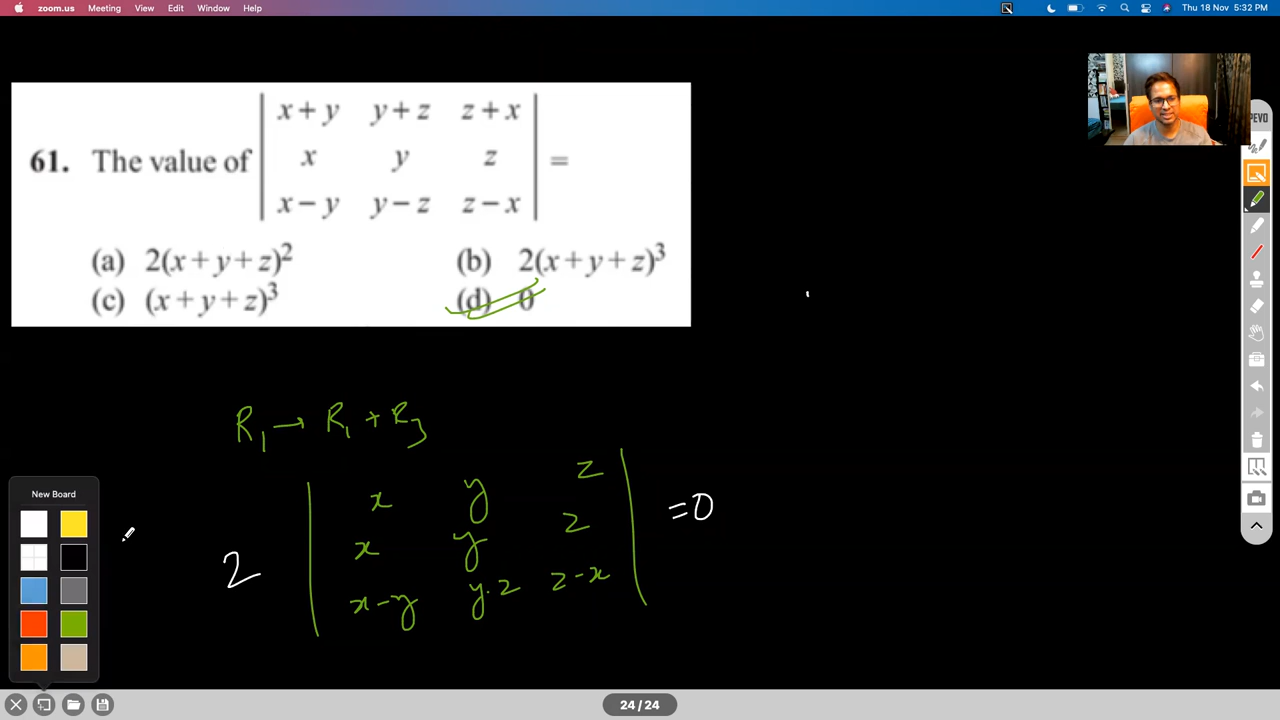 zoom.us Meeting View Edit Window Help Thu 18 Nov 5:32 PM
x + y y + z z + x
61. The value of x y z =
x − y y − z z − x
(a) 2(x + y + z)² (b) 2(x + y + z)³
(c) (x + y + z)³ (d) 0
R₁ → R₁ + R₃
x y z
x y z = 0
2
x - y y - z z - x
New Board
24 / 24